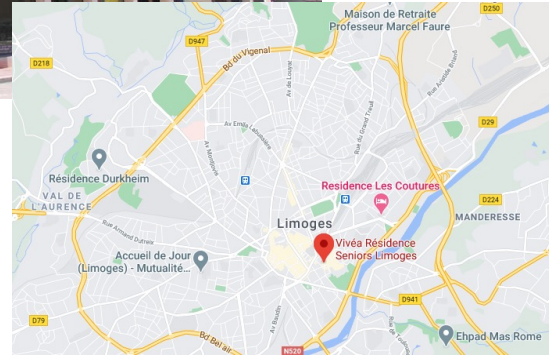 Maison de Retraite
Professeur Marcel Faure
D250
D947
D218
Bd du Vigenal
Av de Louyat
Rue Aristide Briand
Rue du Grand Treuil
Av Emile Labussière
D29
Av Montjovis
Résidence Durkheim
Residence Les Coutures
VAL DE
L'AURENCE
D224
MANDERESSE
Rue Armand Dutreix
Limoges
Vivéa Résidence
Seniors Limoges
Accueil de Jour
(Limoges) - Mutualité...
D941
D79
Av Baudin
Rue de Toulouse
Ehpad Mas Rome
Bd Bel air
N520